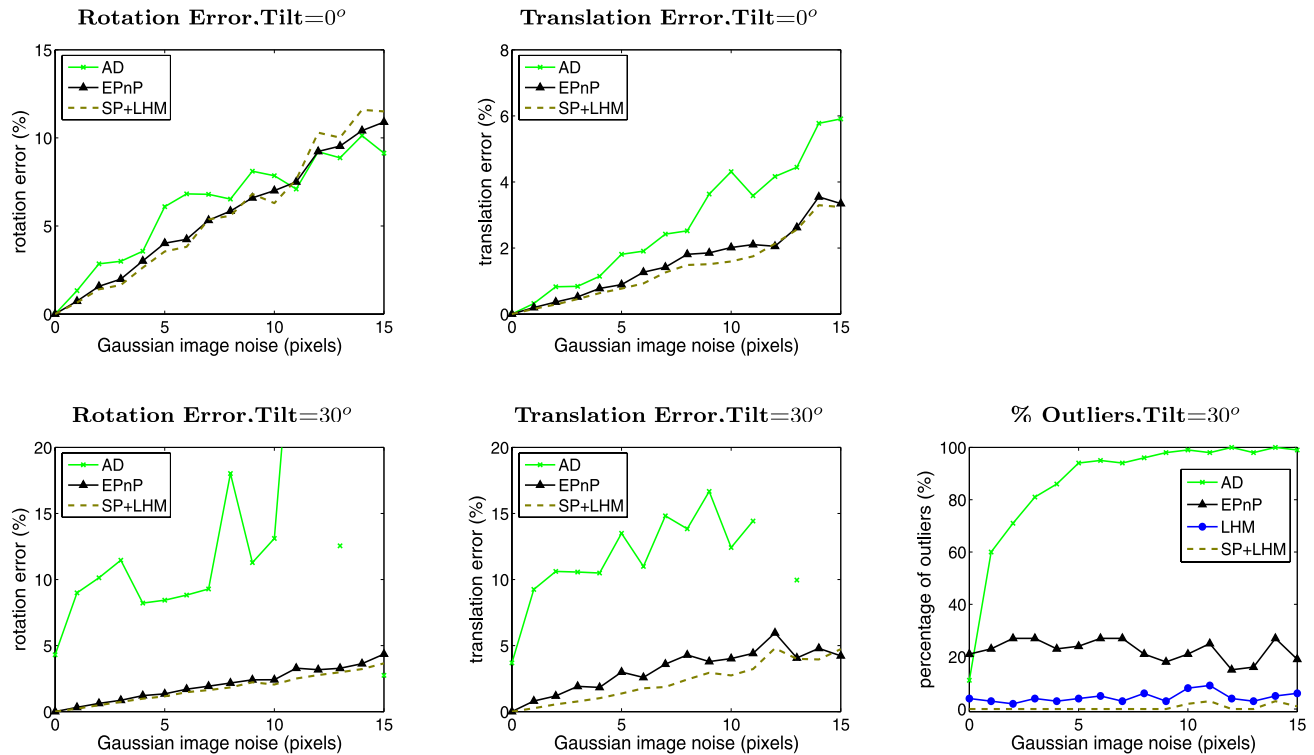 Rotation Error.Tilt=0°
15
10
5
0
0 5 10 15
rotation error (%)
Gaussian image noise (pixels)
AD
EPnP
SP+LHM
Translation Error.Tilt=0°
8
6
4
2
0
0 5 10 15
translation error (%)
Gaussian image noise (pixels)
AD
EPnP
SP+LHM
Rotation Error.Tilt=30°
20
15
10
5
0
0 5 10 15
rotation error (%)
Gaussian image noise (pixels)
AD
EPnP
SP+LHM
Translation Error.Tilt=30°
20
15
10
5
0
0 5 10 15
translation error (%)
Gaussian image noise (pixels)
AD
EPnP
SP+LHM
% Outliers.Tilt=30°
100
80
60
40
20
0
0 5 10 15
percentage of outliers (%)
Gaussian image noise (pixels)
AD
EPnP
LHM
SP+LHM